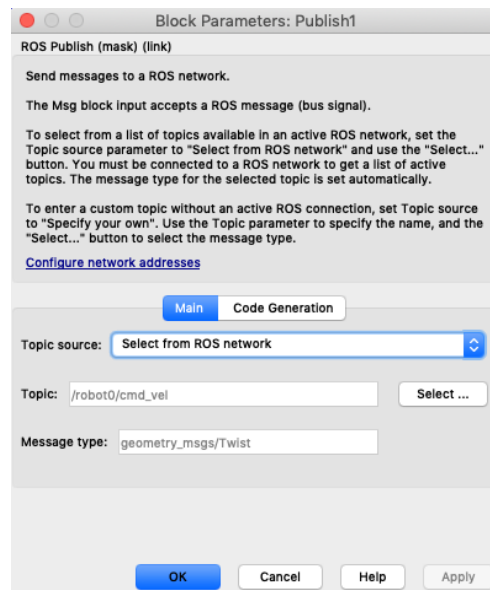 Block Parameters: Publish1
ROS Publish (mask) (link)
Send messages to a ROS network.
The Msg block input accepts a ROS message (bus signal).
To select from a list of topics available in an active ROS network, set the
Topic source parameter to "Select from ROS network" and use the "Select..."
button. You must be connected to a ROS network to get a list of active
topics. The message type for the selected topic is set automatically.
To enter a custom topic without an active ROS connection, set Topic source
to "Specify your own". Use the Topic parameter to specify the name, and the
"Select..." button to select the message type.
Configure network addresses
Main Code Generation
Topic source: Select from ROS network
Topic: /robot0/cmd_vel Select ...
Message type: geometry_msgs/Twist
OK Cancel Help Apply